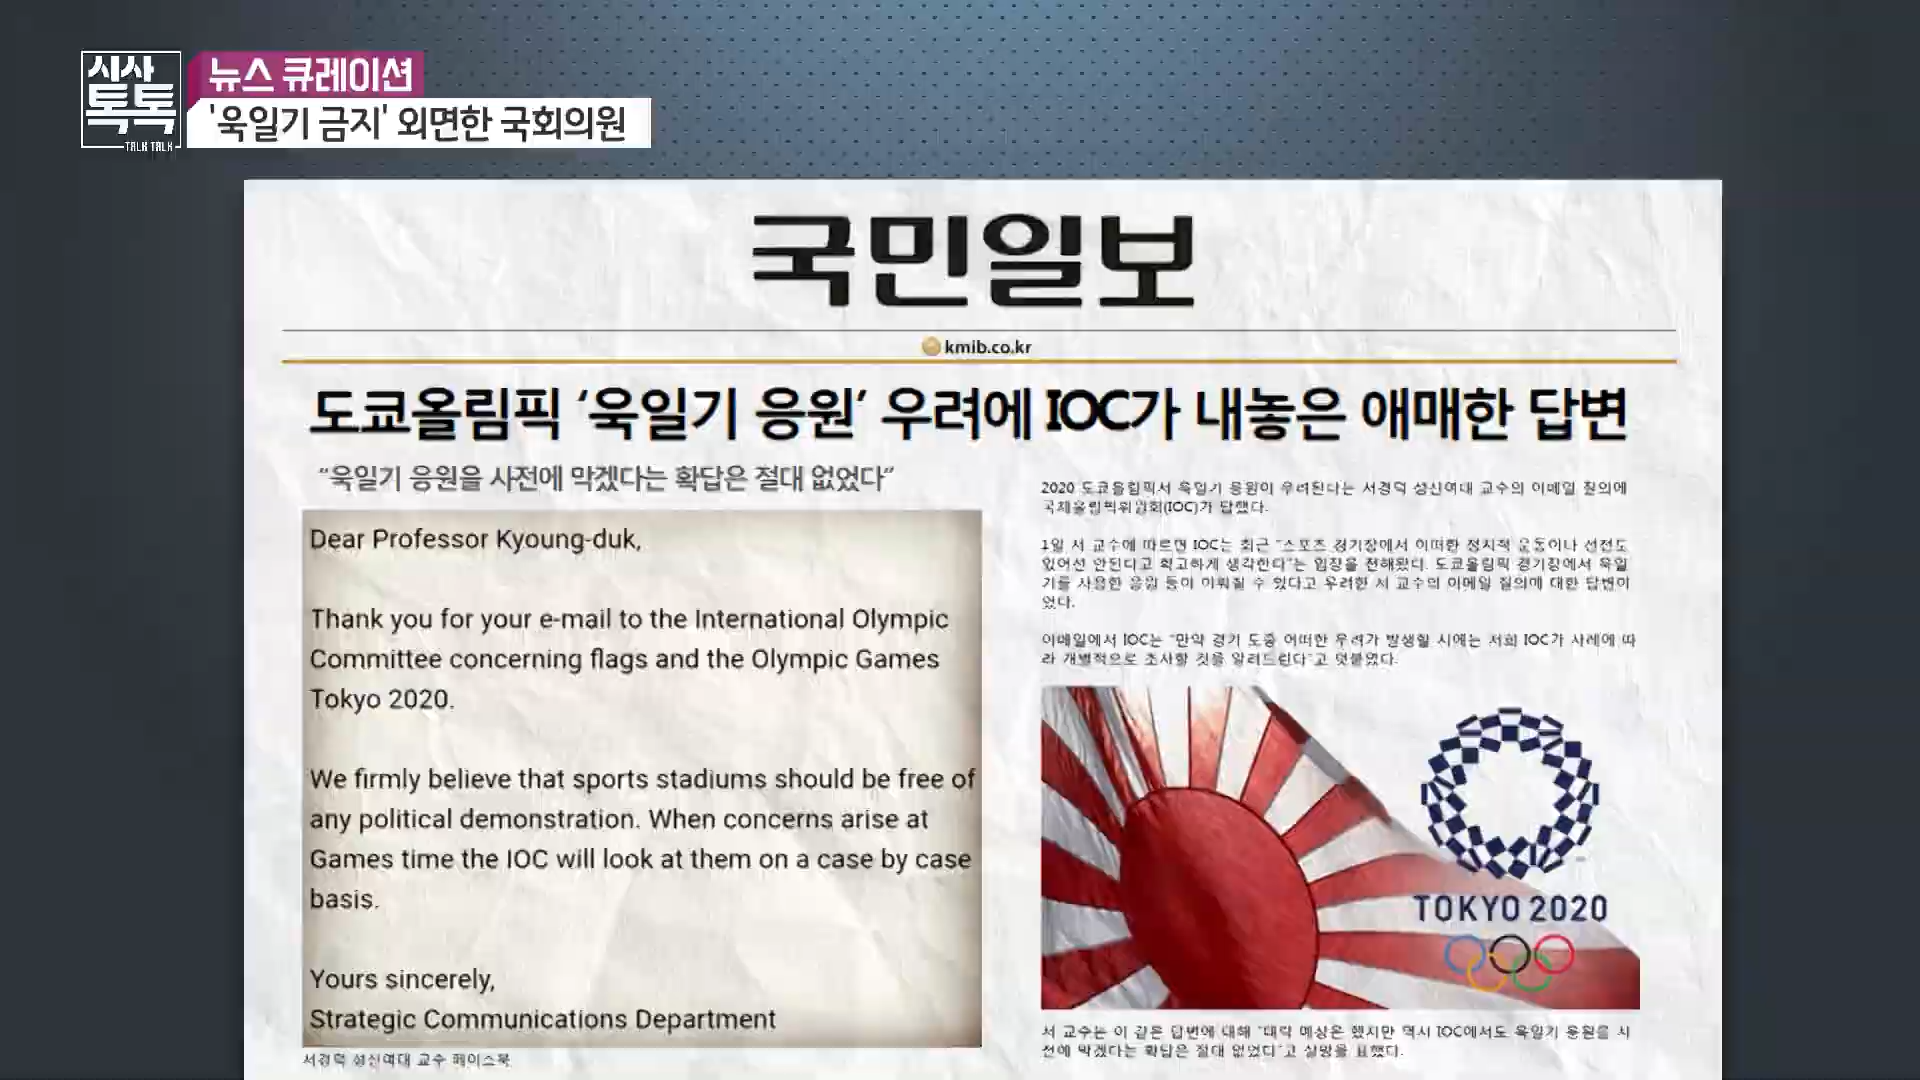 시사
톡톡
TALK TALK
뉴스 큐레이션
'욱일기 금지' 외면한 국회의원
국민일보
kmib.co.kr
도쿄올림픽 ‘욱일기 응원’ 우려에 IOC가 내놓은 애매한 답변
“욱일기 응원을 사전에 막겠다는 확답은 절대 없었다”
Dear Professor Kyoung-duk,
Thank you for your e-mail to the International Olympic
Committee concerning flags and the Olympic Games
Tokyo 2020.
We firmly believe that sports stadiums should be free of
any political demonstration. When concerns arise at
Games time the IOC will look at them on a case by case
basis.
Yours sincerely,
Strategic Communications Department
서경덕 성신여대 교수 페이스북
2020 도쿄올림픽서 욱일기 응원이 우려된다는 서경덕 성신여대 교수의 이메일 질의에
국제올림픽위원회(IOC)가 답했다.
1일 서 교수에 따르면 IOC는 최근 “스포츠 경기장에서 어떠한 정치적 운동이나 선전도
있어선 안된다고 확고하게 생각한다”는 입장을 전해왔다. 도쿄올림픽 경기장에서 욱일
기를 사용한 응원 등이 이뤄질 수 있다고 우려한 서 교수의 이메일 질의에 대한 답변이
었다.
이메일에서 IOC는 “만약 경기 도중 어떠한 우려가 발생할 시에는 저희 IOC가 사례에 따
라 개별적으로 조사할 것을 알려드린다”고 덧붙였다.
TOKYO 2020
서 교수는 이 같은 답변에 대해 “대략 예상은 했지만 역시 IOC에서도 욱일기 응원을 사
전에 막겠다는 확답은 절대 없었다”고 실망을 표했다.